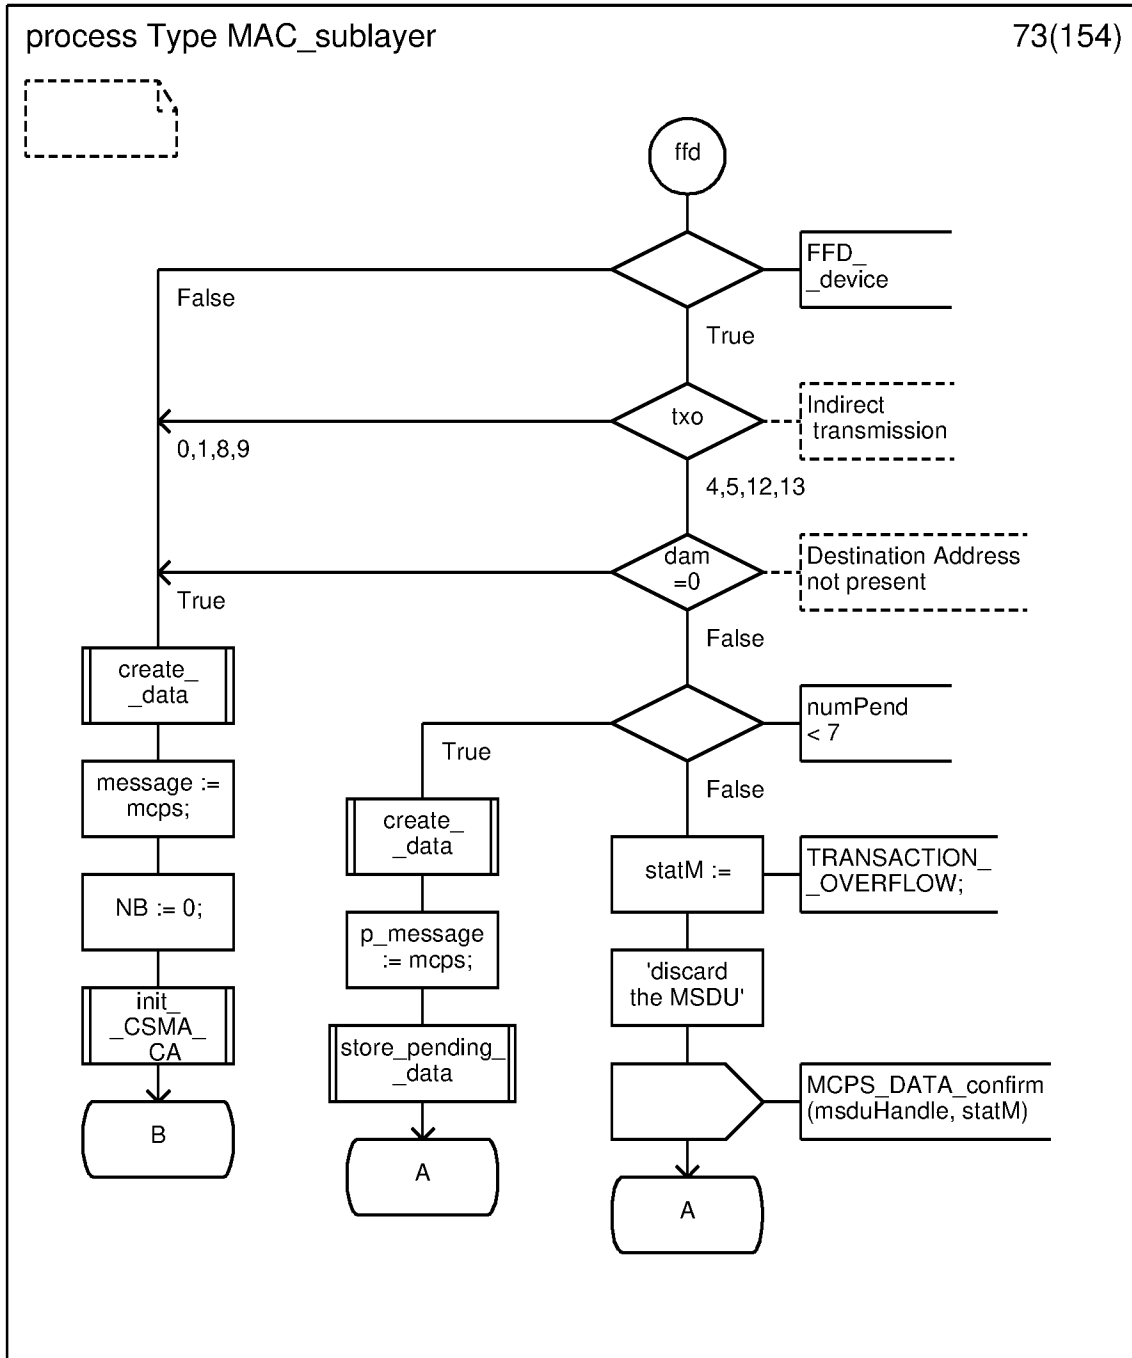 process Type MAC_sublayer
73(154)
ffd
FFD_
_device
False
True
txo
Indirect
transmission
0,1,8,9
4,5,12,13
dam
=0
Destination Address
not present
True
False
create_
_data
numPend
< 7
True
False
message :=
mcps;
create_
_data
statM :=
TRANSACTION_
_OVERFLOW;
NB := 0;
p_message
:= mcps;
'discard
the MSDU'
init_
_CSMA_
CA
store_pending_
_data
MCPS_DATA_confirm
(msduHandle, statM)
B
A
A